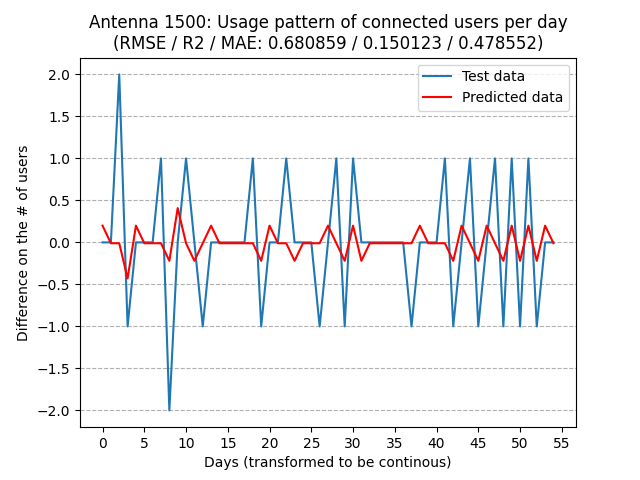 Antenna 1500: Usage pattern of connected users per day
(RMSE / R2 / MAE: 0.680859 / 0.150123 / 0.478552)
Test data
Predicted data
2.0
1.5
1.0
0.5
0.0
−0.5
−1.0
−1.5
−2.0
Difference on the # of users
0 5 10 15 20 25 30 35 40 45 50 55
Days (transformed to be continous)